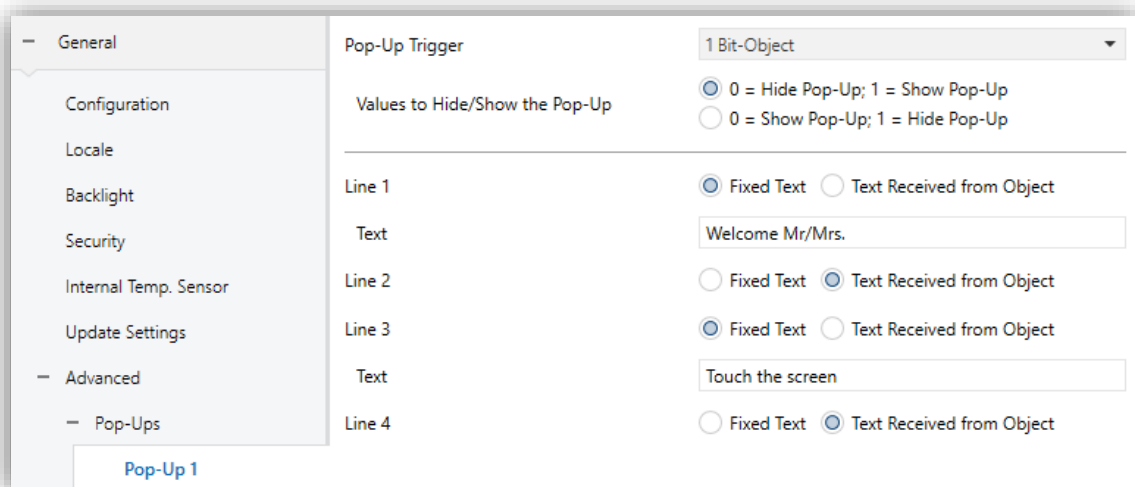 General
Configuration
Locale
Backlight
Security
Internal Temp. Sensor
Update Settings
Advanced
Pop-Ups
Pop-Up 1
Pop-Up Trigger
1 Bit-Object
Values to Hide/Show the Pop-Up
0 = Hide Pop-Up; 1 = Show Pop-Up
0 = Show Pop-Up; 1 = Hide Pop-Up
Line 1 Fixed Text Text Received from Object
Text Welcome Mr/Mrs.
Line 2 Fixed Text Text Received from Object
Line 3 Fixed Text Text Received from Object
Text Touch the screen
Line 4 Fixed Text Text Received from Object